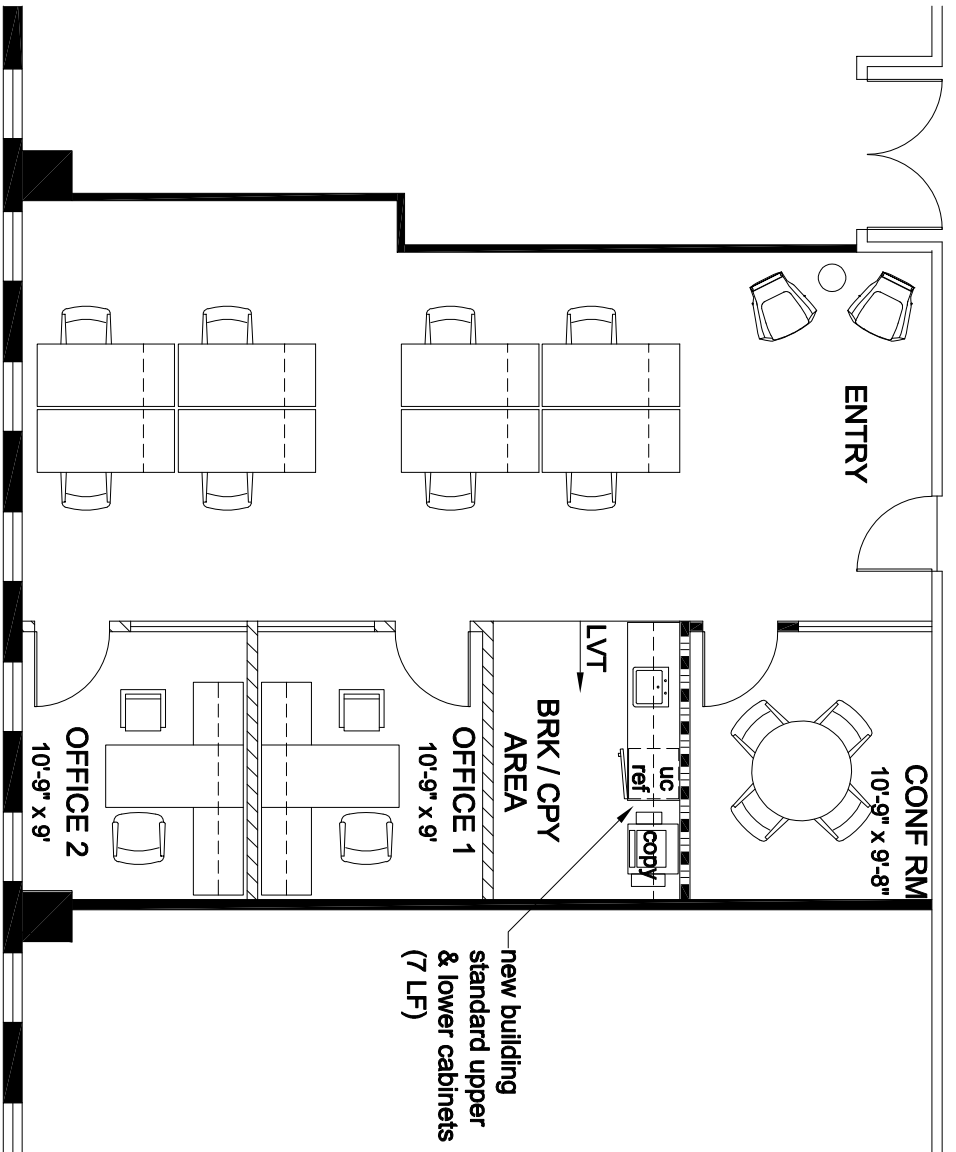 ENTRY
CONF RM
10'-9" x 9'-8"
LVT
BRK / CPY
AREA
uc
ref
copy
OFFICE 1
10'-9" x 9'
OFFICE 2
10'-9" x 9'
new building
standard upper
& lower cabinets
(7 LF)